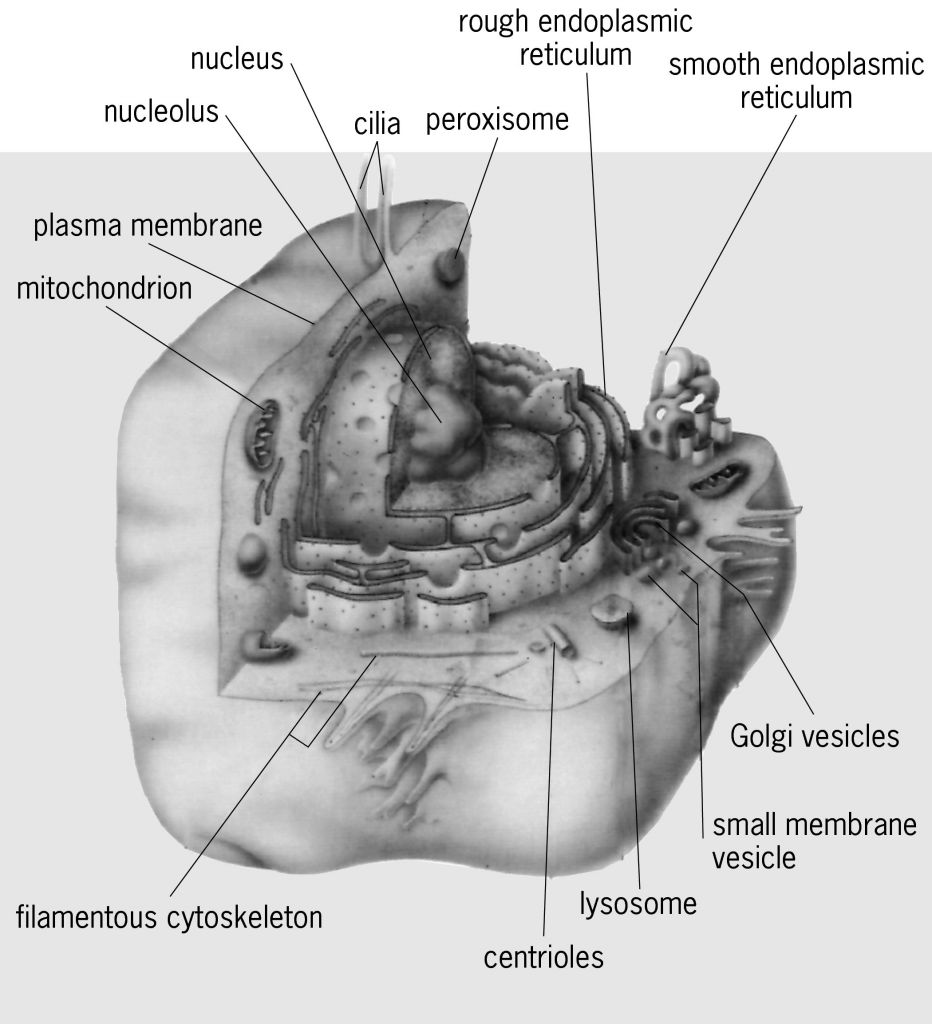 rough endoplasmic
reticulum
nucleus
smooth endoplasmic
reticulum
nucleolus
cilia
peroxisome
plasma membrane
mitochondrion
Golgi vesicles
small membrane
vesicle
lysosome
filamentous cytoskeleton
centrioles